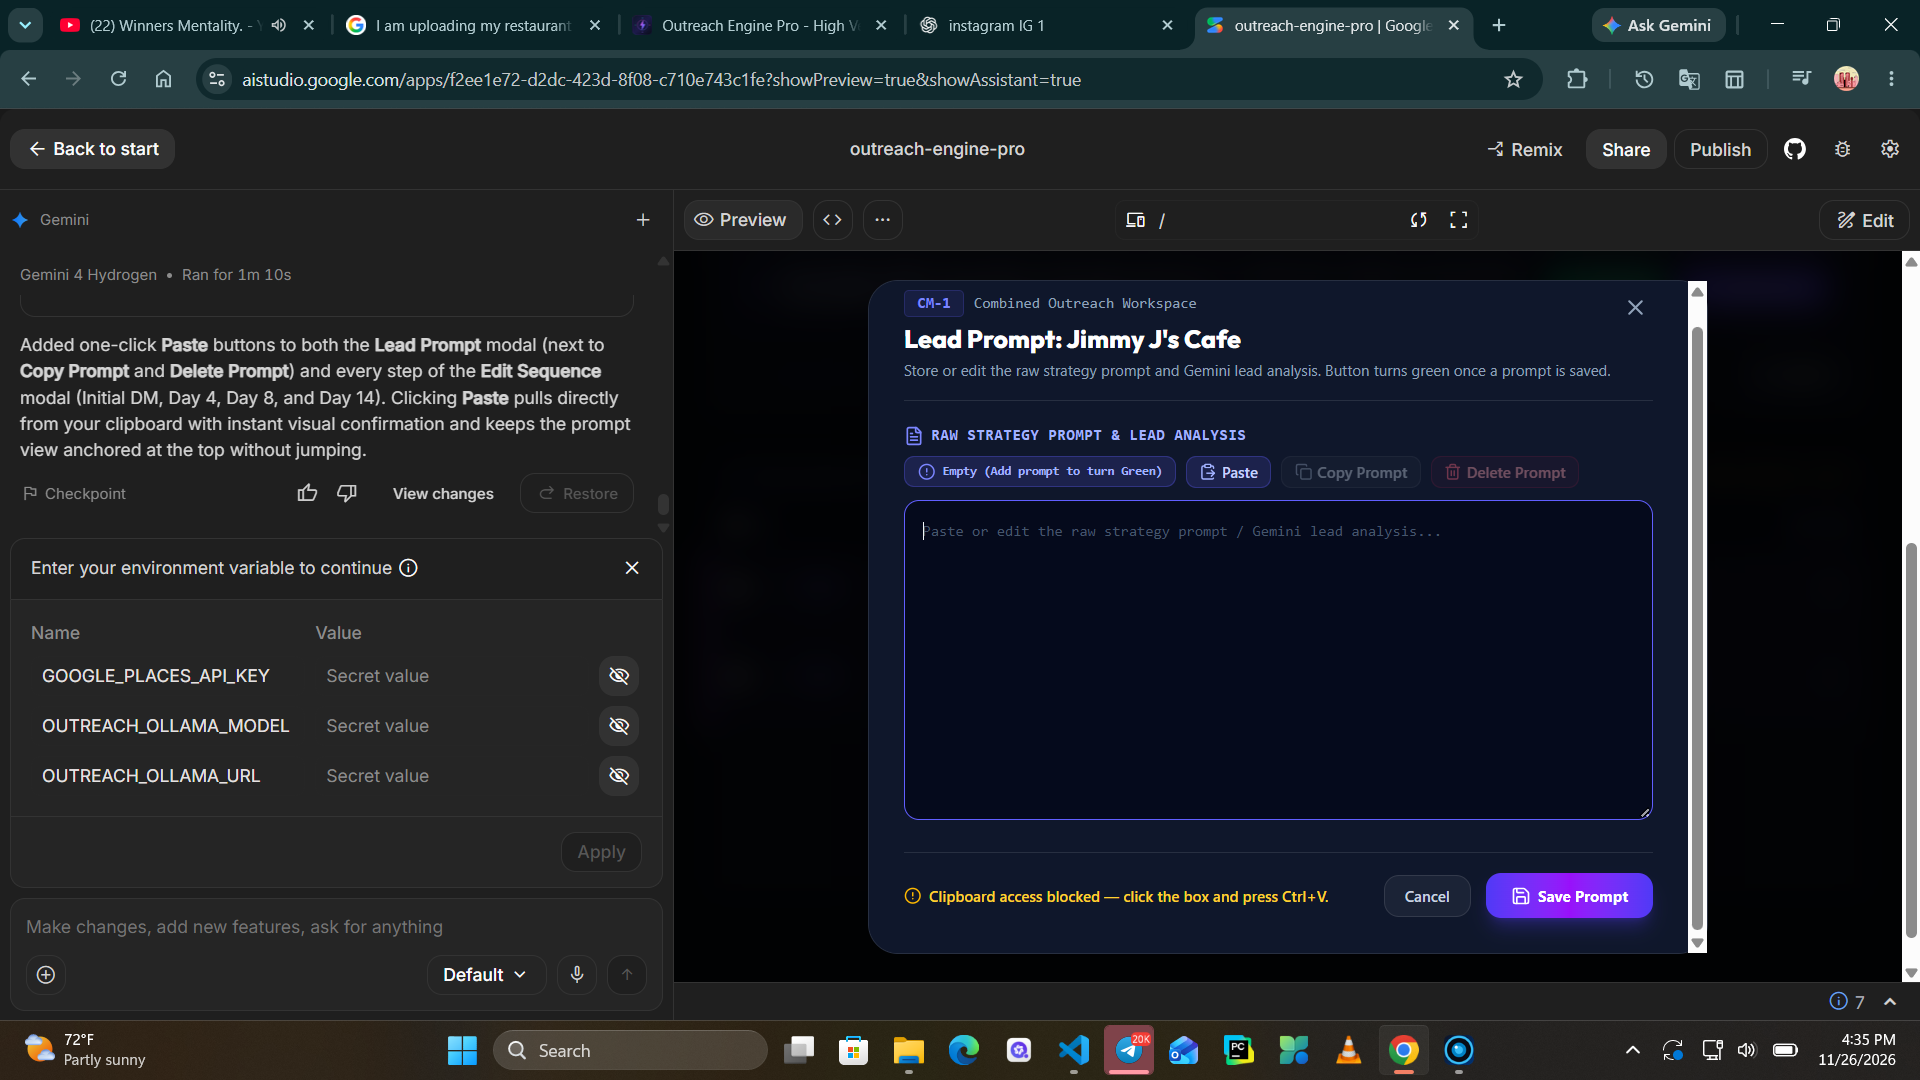 (22) Winners Mentality. -
I am uploading my restaurant
Outreach Engine Pro - High V
instagram IG 1
outreach-engine-pro | Google
Ask Gemini
aistudio.google.com/apps/f2ee1e72-d2dc-423d-8f08-c710e743c1fe?showPreview=true&showAssistant=true
Back to start
outreach-engine-pro
Remix
Share
Publish
Gemini
Preview
/
Edit
Gemini 4 Hydrogen • Ran for 1m 10s
Added one-click Paste buttons to both the Lead Prompt modal (next to
Copy Prompt and Delete Prompt) and every step of the Edit Sequence
modal (Initial DM, Day 4, Day 8, and Day 14). Clicking Paste pulls directly
from your clipboard with instant visual confirmation and keeps the prompt
view anchored at the top without jumping.
Checkpoint
View changes
Restore
Enter your environment variable to continue
Name Value
GOOGLE_PLACES_API_KEY Secret value
OUTREACH_OLLAMA_MODEL Secret value
OUTREACH_OLLAMA_URL Secret value
Apply
Make changes, add new features, ask for anything
Default
CM-1 Combined Outreach Workspace
Lead Prompt: Jimmy J's Cafe
Store or edit the raw strategy prompt and Gemini lead analysis. Button turns green once a prompt is saved.
RAW STRATEGY PROMPT & LEAD ANALYSIS
Empty (Add prompt to turn Green)
Paste
Copy Prompt
Delete Prompt
Paste or edit the raw strategy prompt / Gemini lead analysis...
Clipboard access blocked — click the box and press Ctrl+V.
Cancel
Save Prompt
7
72°F
Partly sunny
Search
PC
20K
4:35 PM
11/26/2026